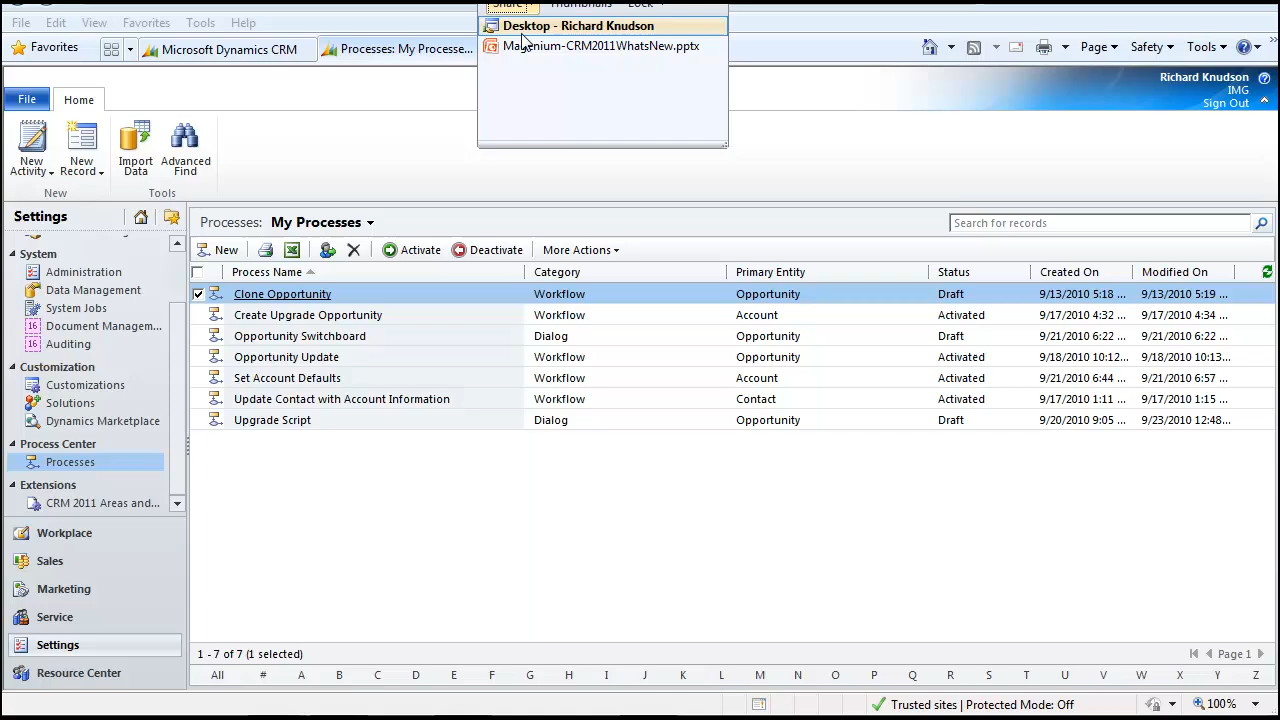 Share Thumbnails Lock
File Edit View Favorites Tools Help
Desktop - Richard Knudson
Magenium-CRM2011WhatsNew.pptx
Favorites Microsoft Dynamics CRM Processes: My Processe... Page Safety Tools
Richard Knudson
IMG
Sign Out
File Home
New Activity New Record Import Data Advanced Find
New Tools
Settings
Processes: My Processes Search for records
New Activate Deactivate More Actions
Process Name Category Primary Entity Status Created On Modified On
Clone Opportunity Workflow Opportunity Draft 9/13/2010 5:18 ... 9/13/2010 5:19 ...
Create Upgrade Opportunity Workflow Account Activated 9/17/2010 4:32 ... 9/17/2010 4:34 ...
Opportunity Switchboard Dialog Opportunity Draft 9/21/2010 6:22 ... 9/21/2010 6:22 ...
Opportunity Update Workflow Opportunity Activated 9/18/2010 10:12... 9/18/2010 10:13...
Set Account Defaults Workflow Account Activated 9/21/2010 6:44 ... 9/21/2010 6:57 ...
Update Contact with Account Information Workflow Contact Activated 9/17/2010 1:11 ... 9/17/2010 1:15 ...
Upgrade Script Dialog Opportunity Draft 9/20/2010 9:05 ... 9/23/2010 12:48...
System
Administration
Data Management
System Jobs
16 Document Managem...
16 Auditing
Customization
Customizations
Solutions
Dynamics Marketplace
Process Center
Processes
Extensions
CRM 2011 Areas and...
Workplace
Sales
Marketing
Service
Settings
Resource Center
1 - 7 of 7 (1 selected) Page 1
All # A B C D E F G H I J K L M N O P Q R S T U V W X Y Z
Trusted sites | Protected Mode: Off 100%